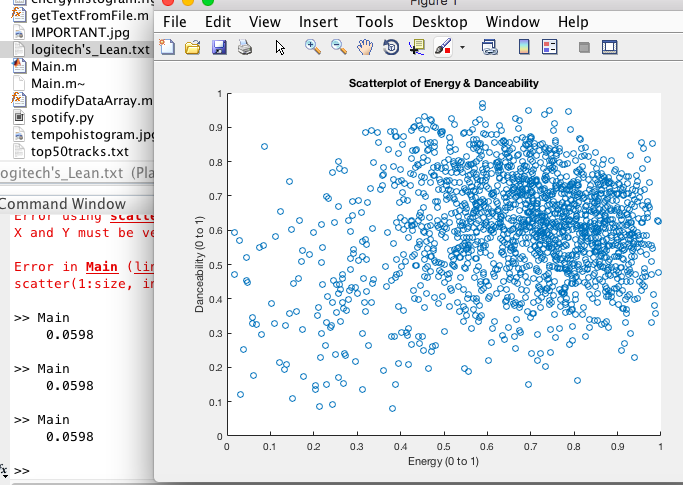 energyhistogram.fig
getTextFromFile.m
IMPORTANT.jpg
logitech's_Lean.txt
Main.m
Main.m~
modifyDataArray.m
spotify.py
tempohistogram.jpg
top50tracks.txt
ogitech's_Lean.txt (Pla
Command Window
Error using scatte
X and Y must be ve
Error in Main (lin
scatter(1:size, in
>> Main
0.0598
>> Main
0.0598
>> Main
0.0598
>>
Figure 1
File Edit View Insert Tools Desktop Window Help
Scatterplot of Energy & Danceability
Danceability (0 to 1)
1
0.9
0.8
0.7
0.6
0.5
0.4
0.3
0.2
0.1
0
0 0.1 0.2 0.3 0.4 0.5 0.6 0.7 0.8 0.9 1
Energy (0 to 1)